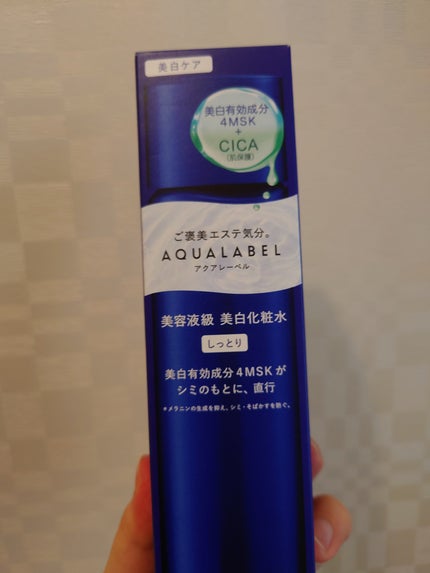 美白ケア
美白有効成分
4MSK
+
CICA
(肌保護)
ご褒美エステ気分。
AQUALABEL
アクアレーベル
美容液級 美白化粧水
しっとり
美白有効成分4MSKが
シミのもとに、直行
*メラニンの生成を抑え、シミ・そばかすを防ぐ。